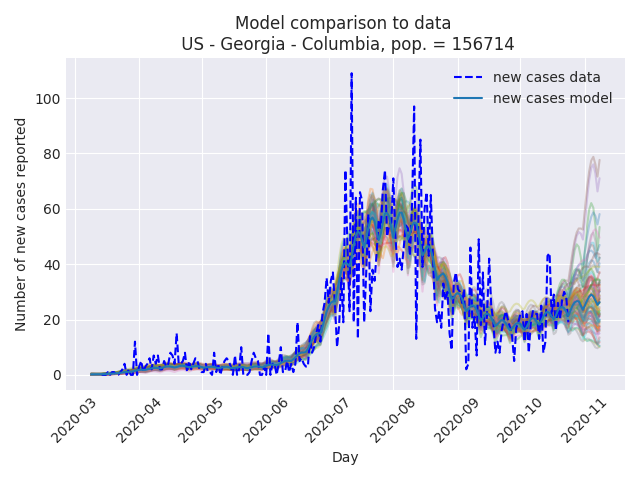 Model comparison to data
US - Georgia - Columbia, pop. = 156714
new cases data
new cases model
Number of new cases reported
100
80
60
40
20
0
2020-03
2020-04
2020-05
2020-06
2020-07
2020-08
2020-09
2020-10
2020-11
Day